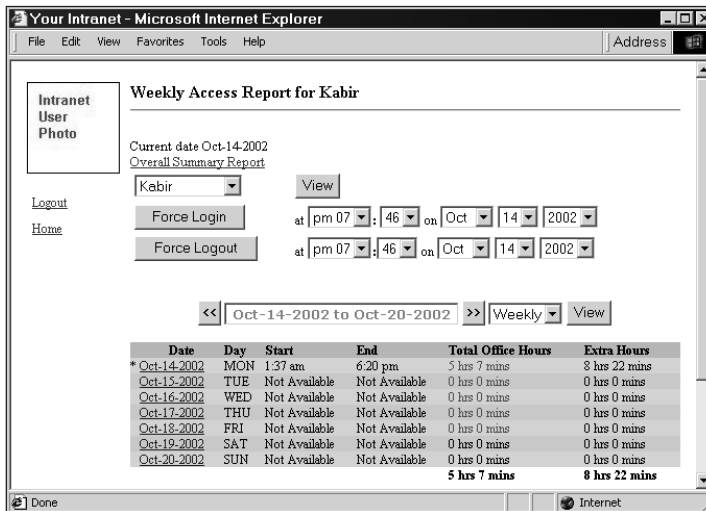 Your Intranet - Microsoft Internet Explorer
File Edit View Favorites Tools Help Address
Intranet
User
Photo
Logout
Home
Weekly Access Report for Kabir
Current date Oct-14-2002
Overall Summary Report
Kabir View
Force Login at pm 07 : 46 on Oct 14 2002
Force Logout at pm 07 : 46 on Oct 14 2002
<< Oct-14-2002 to Oct-20-2002 >> Weekly View
Date Day Start End Total Office Hours Extra Hours
* Oct-14-2002 MON 1:37 am 6:20 pm 5 hrs 7 mins 8 hrs 22 mins
Oct-15-2002 TUE Not Available Not Available 0 hrs 0 mins 0 hrs 0 mins
Oct-16-2002 WED Not Available Not Available 0 hrs 0 mins 0 hrs 0 mins
Oct-17-2002 THU Not Available Not Available 0 hrs 0 mins 0 hrs 0 mins
Oct-18-2002 FRI Not Available Not Available 0 hrs 0 mins 0 hrs 0 mins
Oct-19-2002 SAT Not Available Not Available 0 hrs 0 mins 0 hrs 0 mins
Oct-20-2002 SUN Not Available Not Available 0 hrs 0 mins 0 hrs 0 mins
5 hrs 7 mins 8 hrs 22 mins
Done Internet